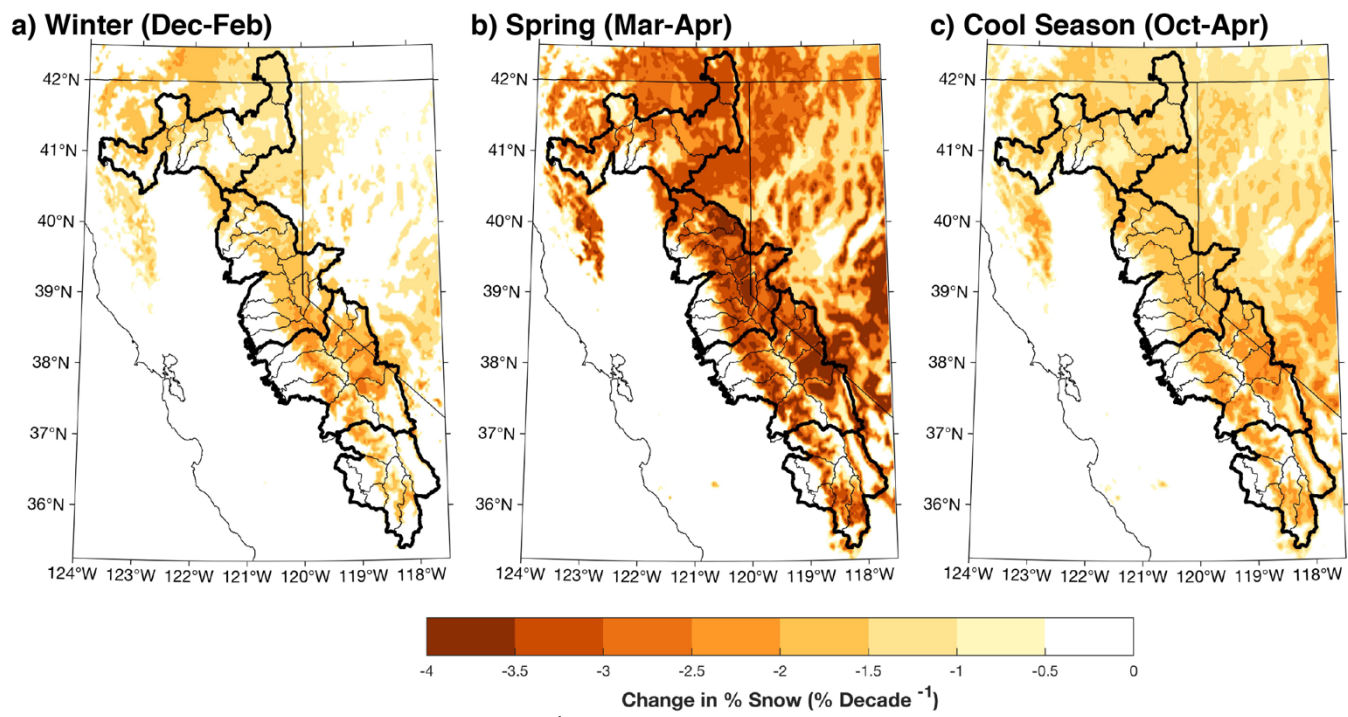 a) Winter (Dec-Feb)
b) Spring (Mar-Apr)
c) Cool Season (Oct-Apr)
42°N
41°N
40°N
39°N
38°N
37°N
36°N
124°W 123°W 122°W 121°W 120°W 119°W 118°W
42°N
41°N
40°N
39°N
38°N
37°N
36°N
124°W 123°W 122°W 121°W 120°W 119°W 118°W
42°N
41°N
40°N
39°N
38°N
37°N
36°N
124°W 123°W 122°W 121°W 120°W 119°W 118°W
-4 -3.5 -3 -2.5 -2 -1.5 -1 -0.5 0
Change in % Snow (% Decade -1)